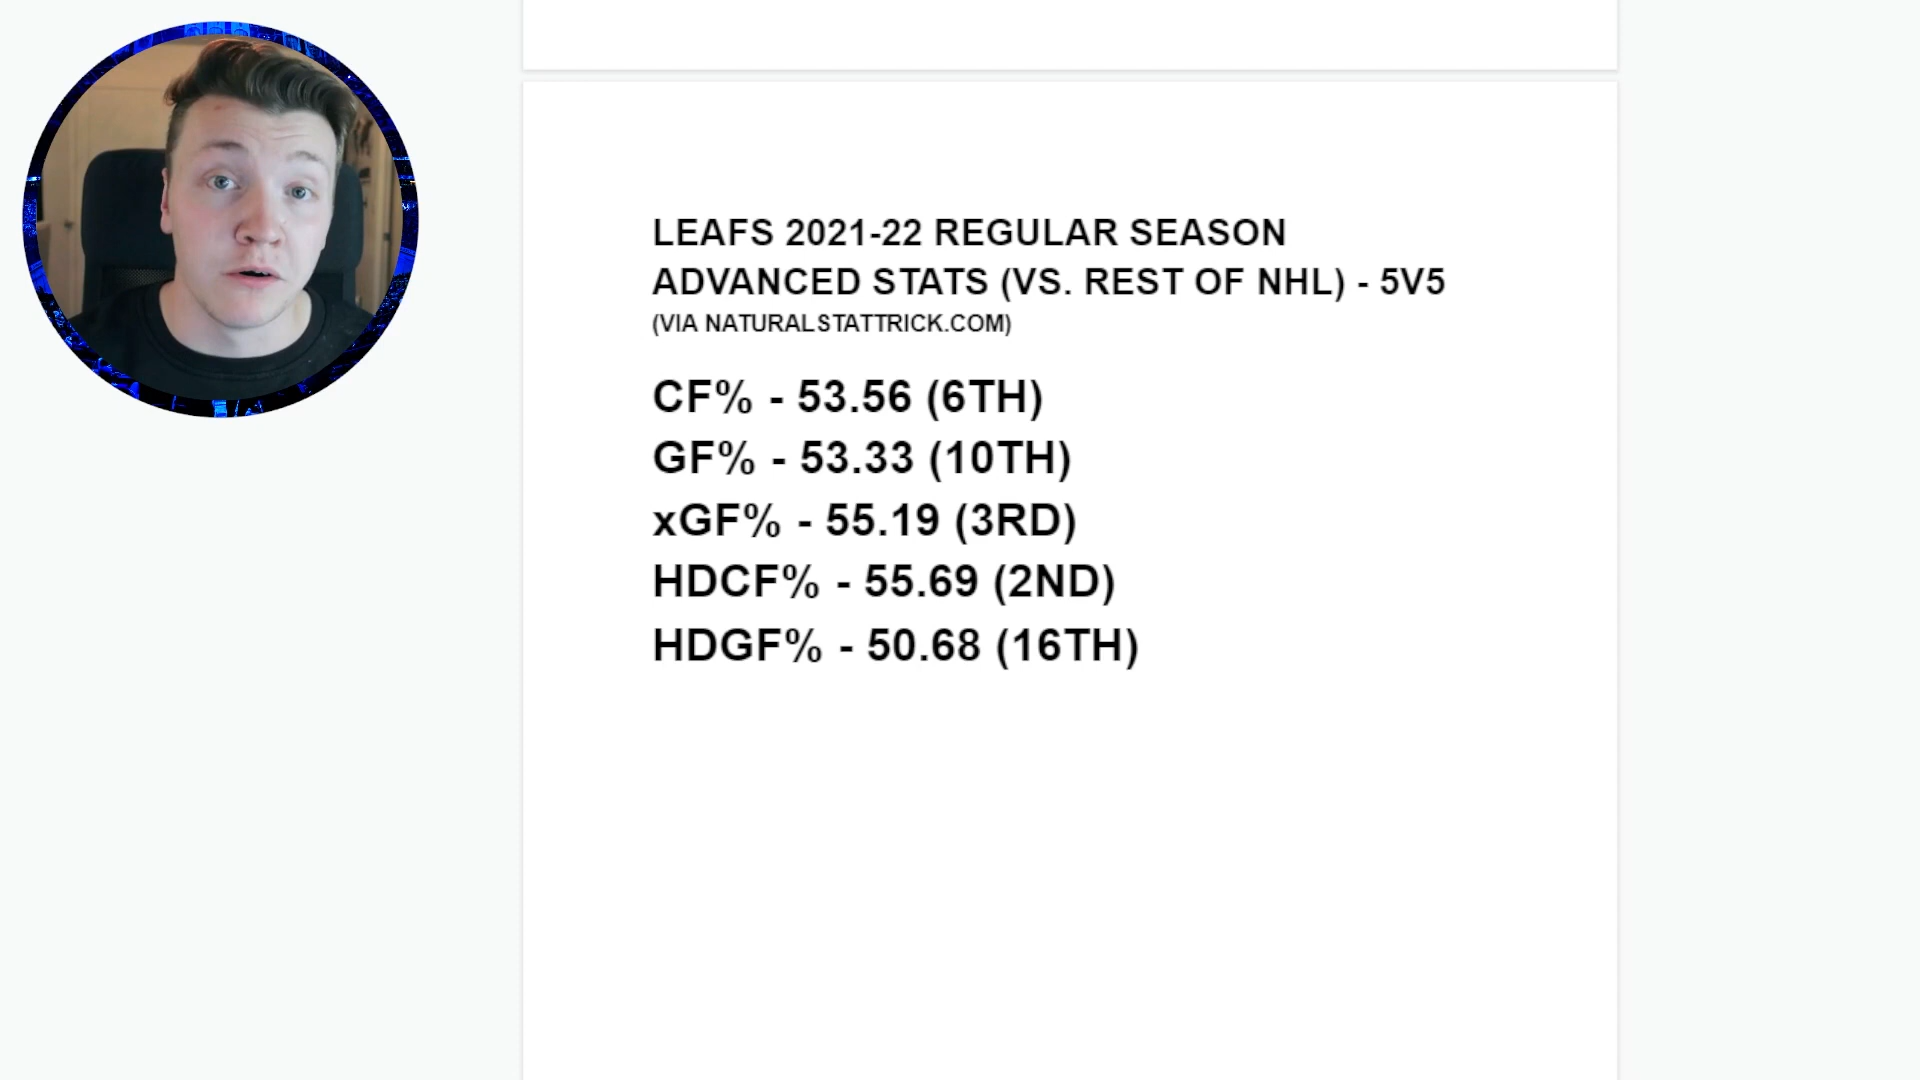 LEAFS 2021-22 REGULAR SEASON
ADVANCED STATS (VS. REST OF NHL) - 5V5
(VIA NATURALSTATTRICK.COM)
CF% - 53.56 (6TH)
GF% - 53.33 (10TH)
xGF% - 55.19 (3RD)
HDCF% - 55.69 (2ND)
HDGF% - 50.68 (16TH)